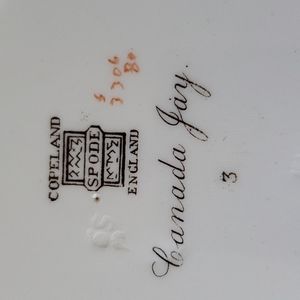 COPELAND
SPODE
ENGLAND
Canada Jay.
3